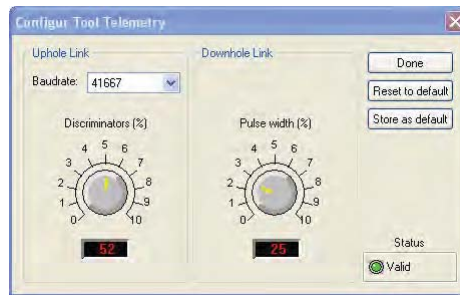 Configur Tool Telemetry
Uphole Link
Baudrate: 41667
Discriminators (%)
0 1 2 3 4 5 6 7 8 9 10
52
Downhole Link
Pulse width (%)
0 1 2 3 4 5 6 7 8 9 10
25
Done
Reset to default
Store as default
Status
Valid